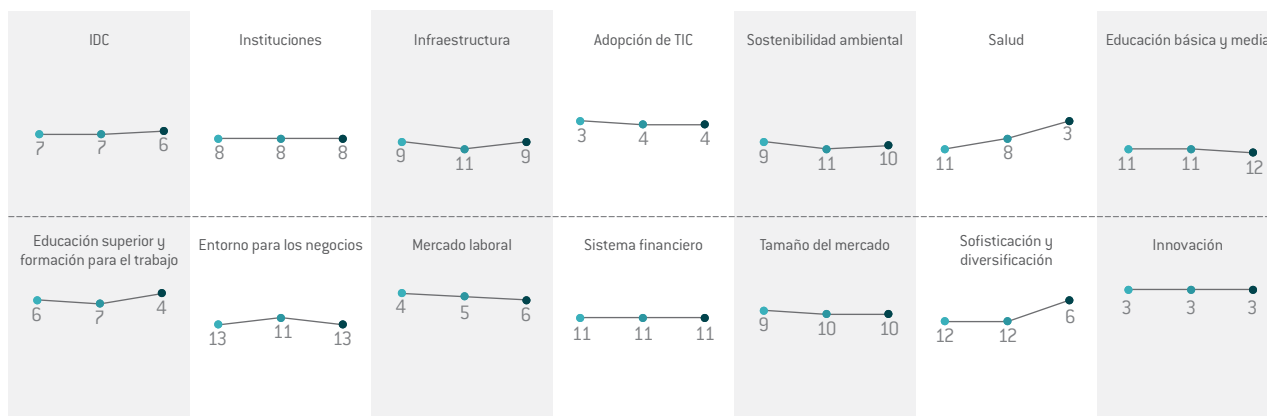 IDC
7 7 6
Instituciones
8 8 8
Infraestructura
9 11 9
Adopción de TIC
3 4 4
Sostenibilidad ambiental
9 11 10
Salud
11 8 3
Educación básica y media
11 11 12
Educación superior y
formación para el trabajo
6 7 4
Entorno para los negocios
13 11 13
Mercado laboral
4 5 6
Sistema financiero
11 11 11
Tamaño del mercado
9 10 10
Sofisticación y
diversificación
12 12 6
Innovación
3 3 3